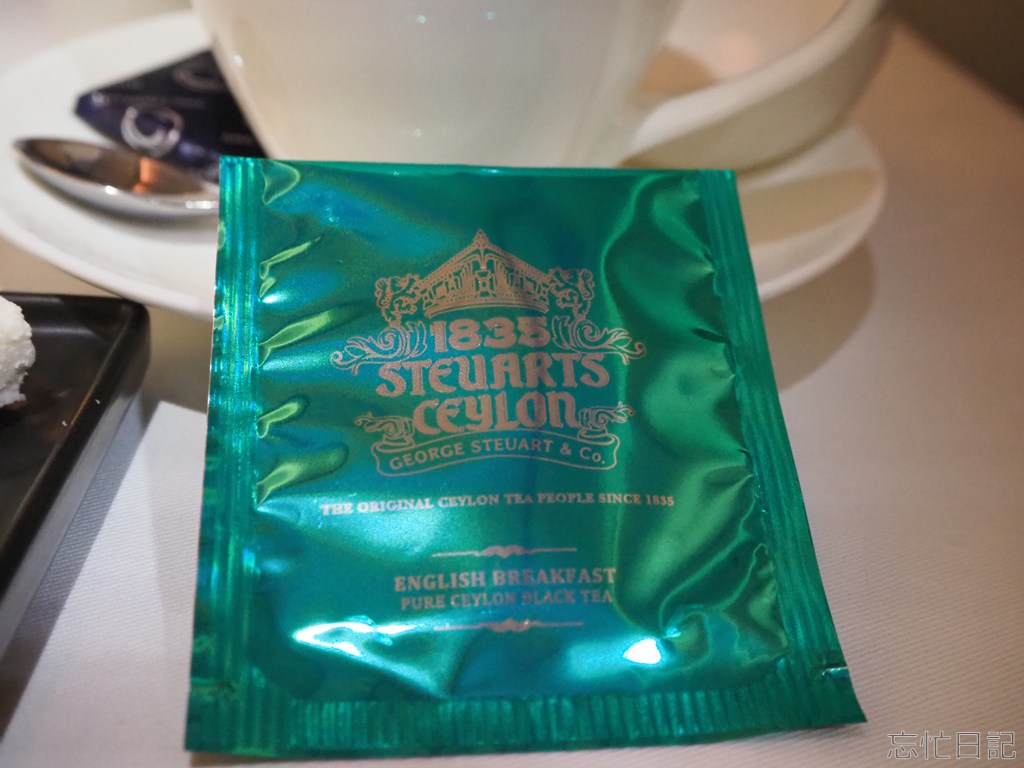 1835
STEUARTS
CEYLON
GEORGE STEUART & Co.
THE ORIGINAL CEYLON TEA PEOPLE SINCE 1835
ENGLISH BREAKFAST
PURE CEYLON BLACK TEA
忘忙日記